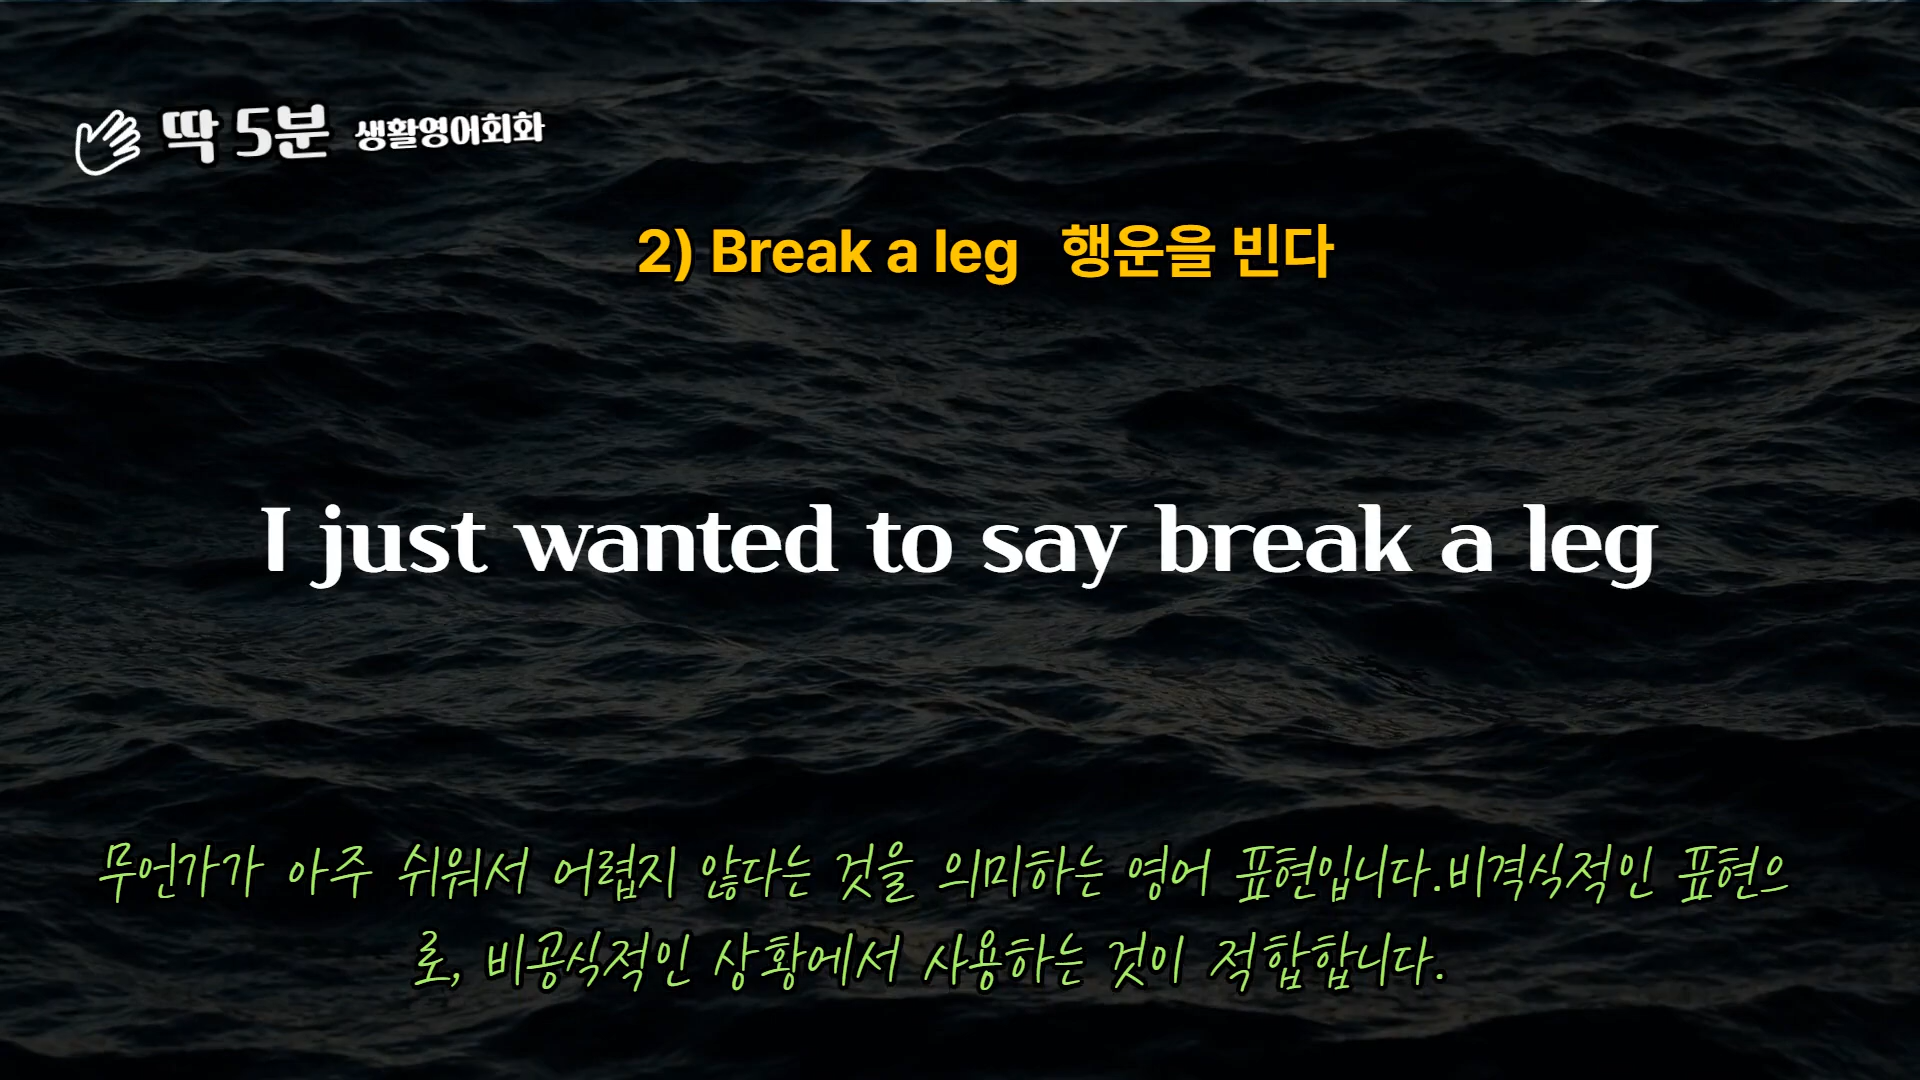 딱 5분 생활영어회화
2) Break a leg 행운을 빈다
I just wanted to say break a leg
무언가가 아주 쉬워서 어렵지 않다는 것을 의미하는 영어 표현입니다.비격식적인 표현으
로, 비공식적인 상황에서 사용하는 것이 적합합니다.